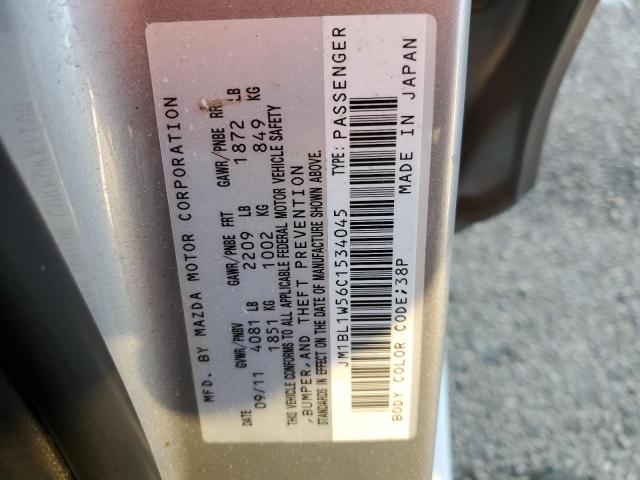 MFD. BY MAZDA MOTOR CORPORATION
GVWR/PNBV GAWR/PNBE FRT GAWR/PNBE RR
DATE 4081 LB 2209 LB 1872 LB
09/11 1851 KG 1002 KG 849 KG
THIS VEHICLE CONFORMS TO ALL APPLICABLE FEDERAL MOTOR VEHICLE SAFETY
,BUMPER,AND THEFT PREVENTION
STANDARDS IN EFFECT ON THE DATE OF MANUFACTURE SHOWN ABOVE.
JM1BL1W56C1534045 TYPE: PASSENGER
BODY COLOR CODE;38P MADE IN JAPAN